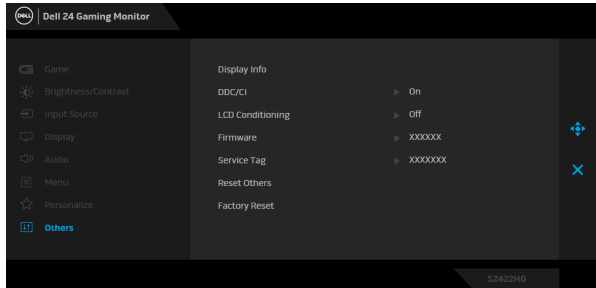 DELL Dell 24 Gaming Monitor
Game
Display Info
Brightness/Contrast
DDC/CI On
Input Source
LCD Conditioning Off
Display
Firmware XXXXXX
Audio
Service Tag XXXXXXX
Menu
Reset Others
Personalize
Factory Reset
Others
S2422HG